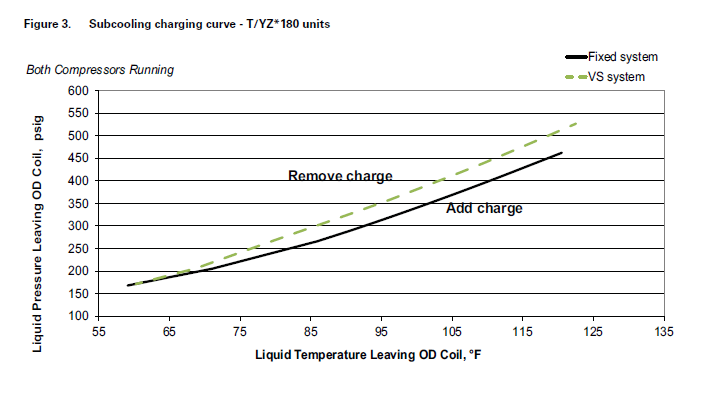 Figure 3. Subcooling charging curve - T/YZ*180 units
Fixed system
VS system
Both Compressors Running
Liquid Pressure Leaving OD Coil, psig
600
550
500
450
400
350
300
250
200
150
100
Remove charge
Add charge
55 65 75 85 95 105 115 125 135
Liquid Temperature Leaving OD Coil, °F